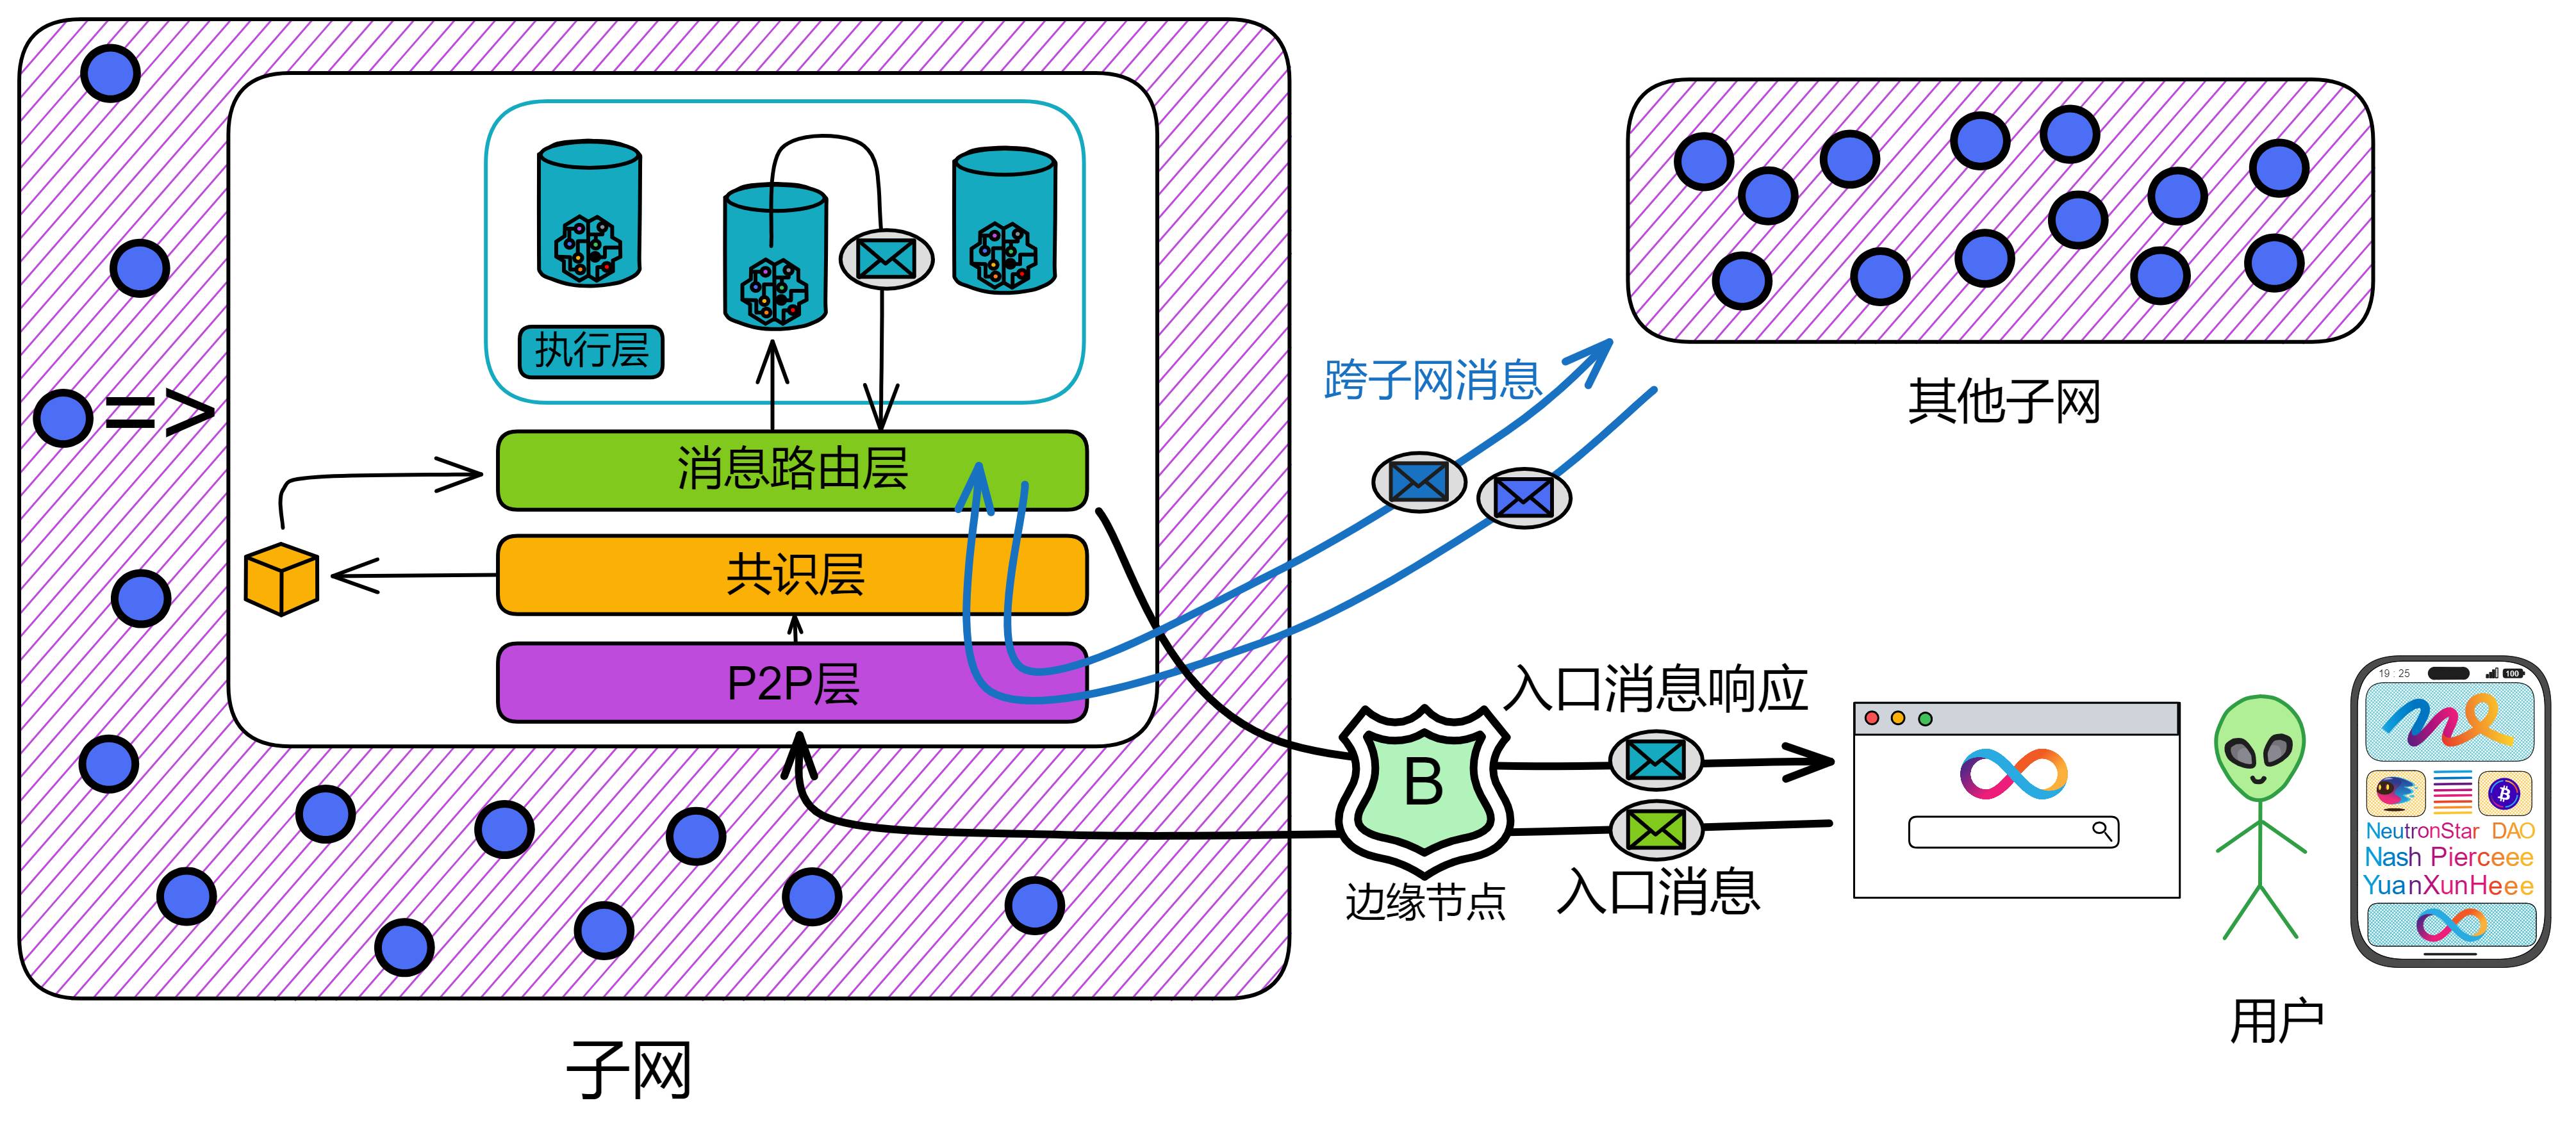 执行层
消息路由层
共识层
P2P层
=>
子网
跨子网消息
其他子网
入口消息响应
B
边缘节点
入口消息
19 : 25
100
NeutronStar DAO
Nash Pierceee
YuanXunHeee
用户